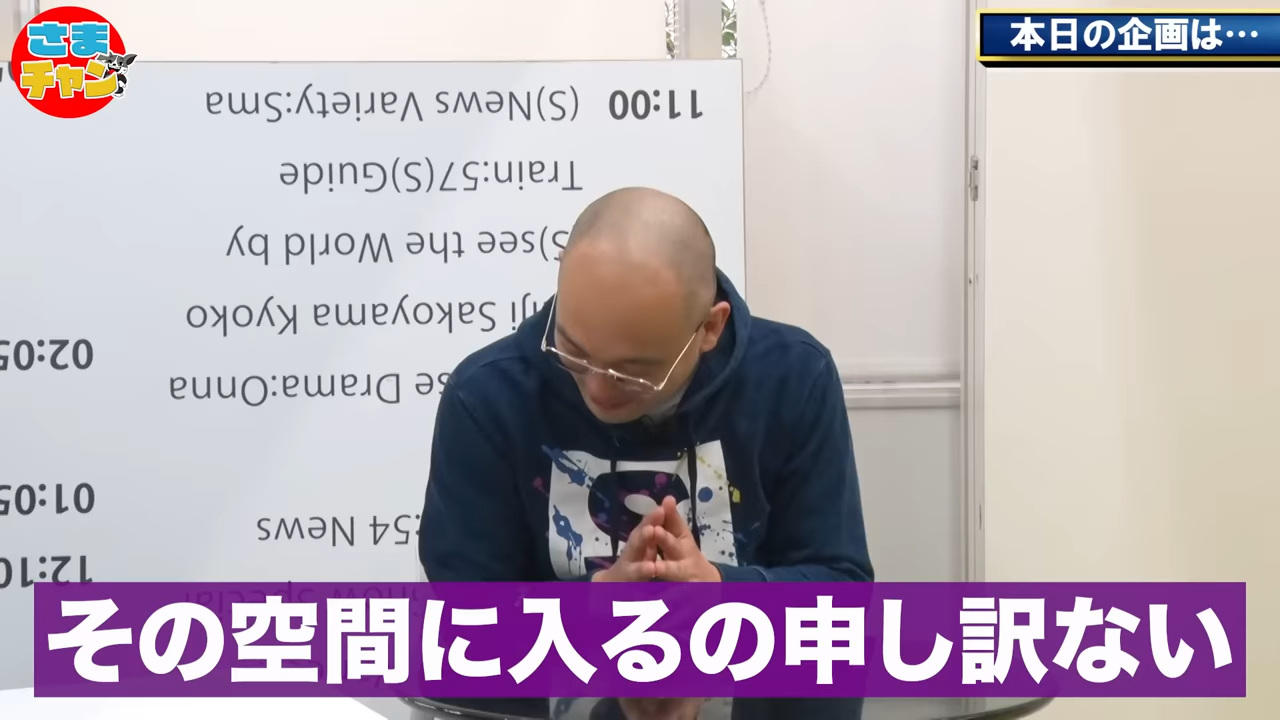 さま
チャン
本日の企画は…
11:00 (S)News Variety:Sma
Train:57(S)Guide
(S)see the World by
Sakoyama Kyoko
02:05
se Drama:Onna
01:05
:54 News
12:10
その空間に入るの申し訳ない